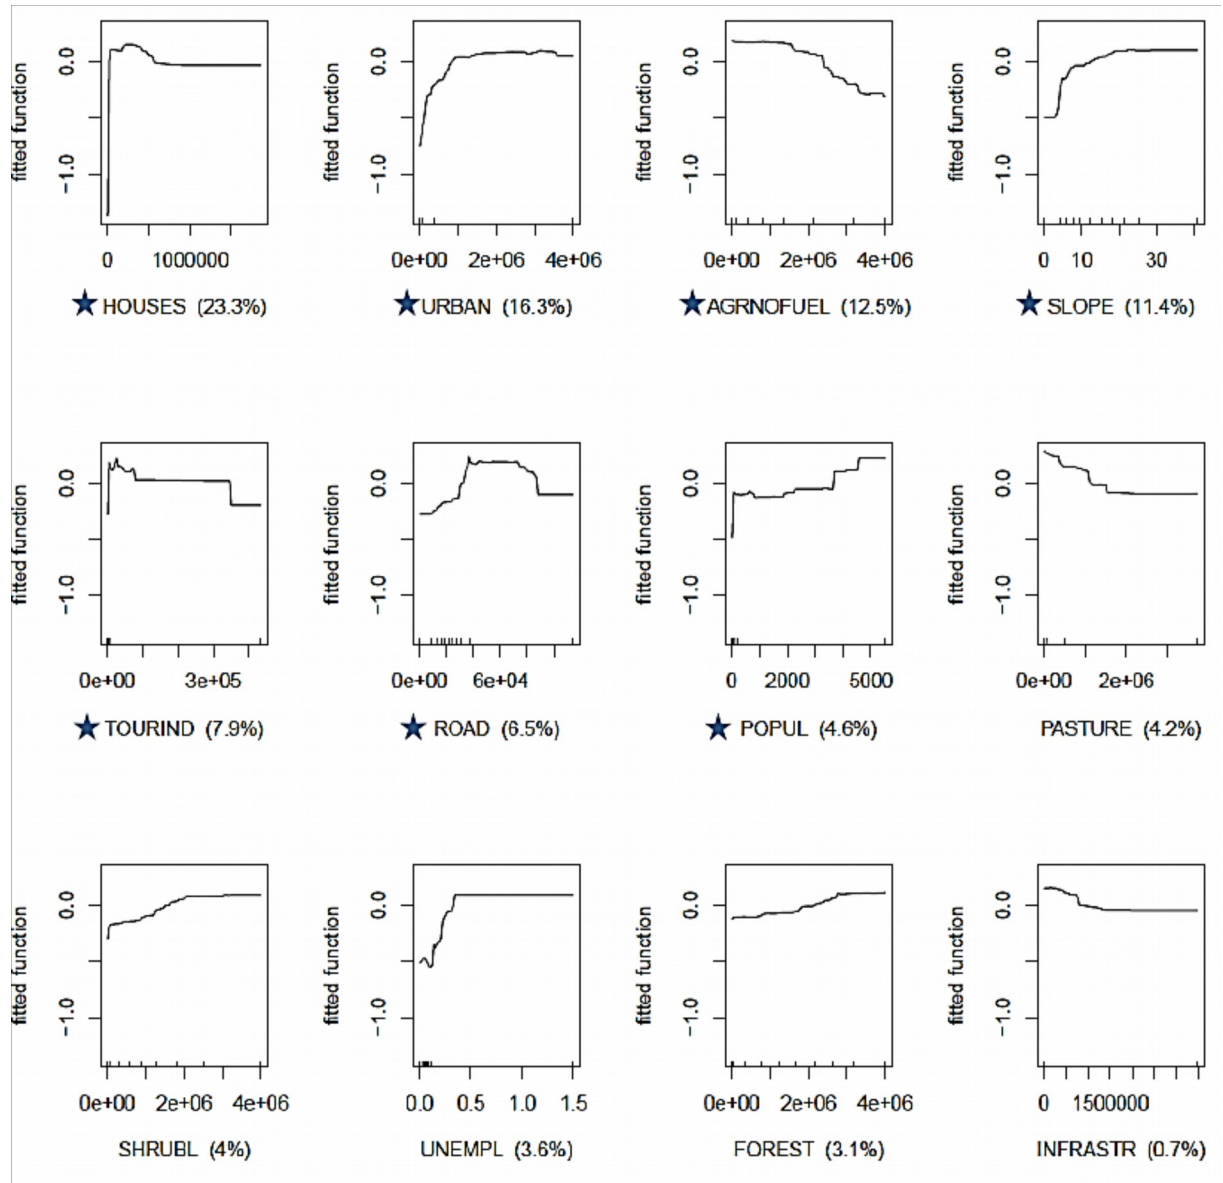 fitted function
0.0
-1.0
0 1000000
★ HOUSES (23.3%)
fitted function
0.0
-1.0
0e+00 2e+06 4e+06
★ URBAN (16.3%)
fitted function
0.0
-1.0
0e+00 2e+06 4e+06
★ AGRNOFUEL (12.5%)
fitted function
0.0
-1.0
0 10 30
★ SLOPE (11.4%)
fitted function
0.0
-1.0
0e+00 3e+05
★ TOURIND (7.9%)
fitted function
0.0
-1.0
0e+00 6e+04
★ ROAD (6.5%)
fitted function
0.0
-1.0
0 2000 5000
★ POPUL (4.6%)
fitted function
0.0
-1.0
0e+00 2e+06
PASTURE (4.2%)
fitted function
0.0
-1.0
0e+00 2e+06 4e+06
SHRUBL (4%)
fitted function
0.0
-1.0
0.0 0.5 1.0 1.5
UNEMPL (3.6%)
fitted function
0.0
-1.0
0e+00 2e+06 4e+06
FOREST (3.1%)
fitted function
0.0
-1.0
0 1500000
INFRASTR (0.7%)